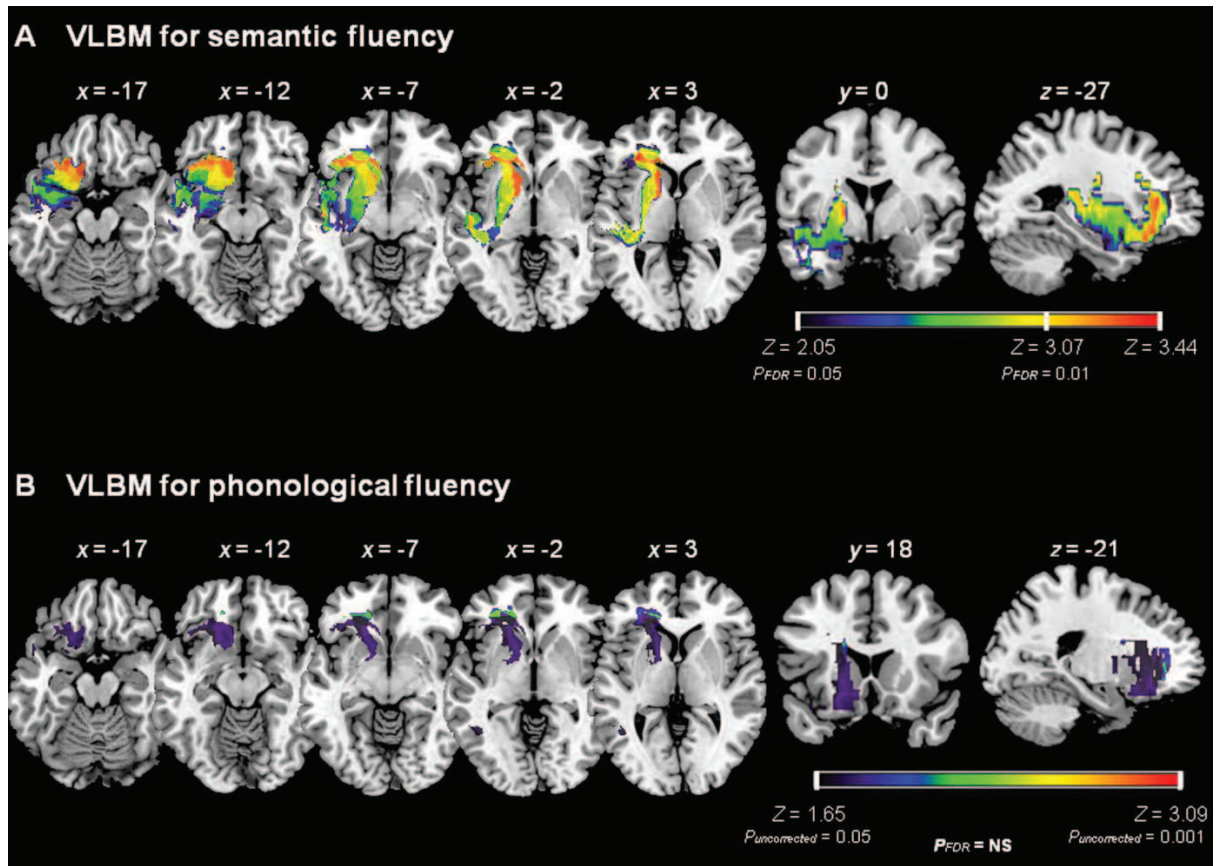 A VLBM for semantic fluency
x = -17 x = -12 x = -7 x = -2 x = 3 y = 0 z = -27
Z = 2.05 Z = 3.07 Z = 3.44
PFDR = 0.05 PFDR = 0.01
B VLBM for phonological fluency
x = -17 x = -12 x = -7 x = -2 x = 3 y = 18 z = -21
Z = 1.65 Z = 3.09
Puncorrected = 0.05 PFDR = NS Puncorrected = 0.001